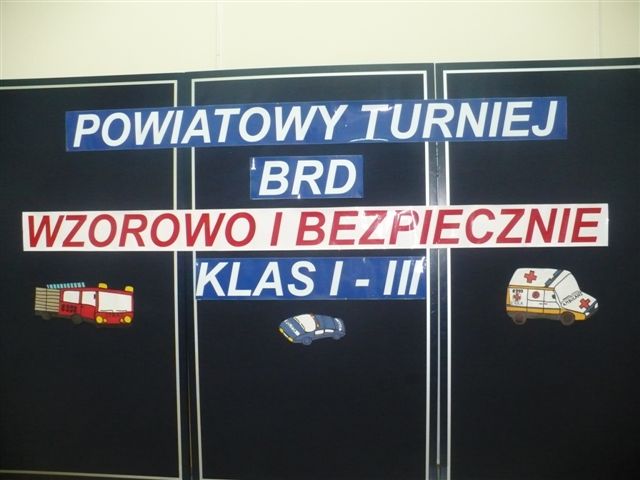 POWIATOWY TURNIEJ
BRD
WZOROWO I BEZPIECZNIE
KLAS I - III